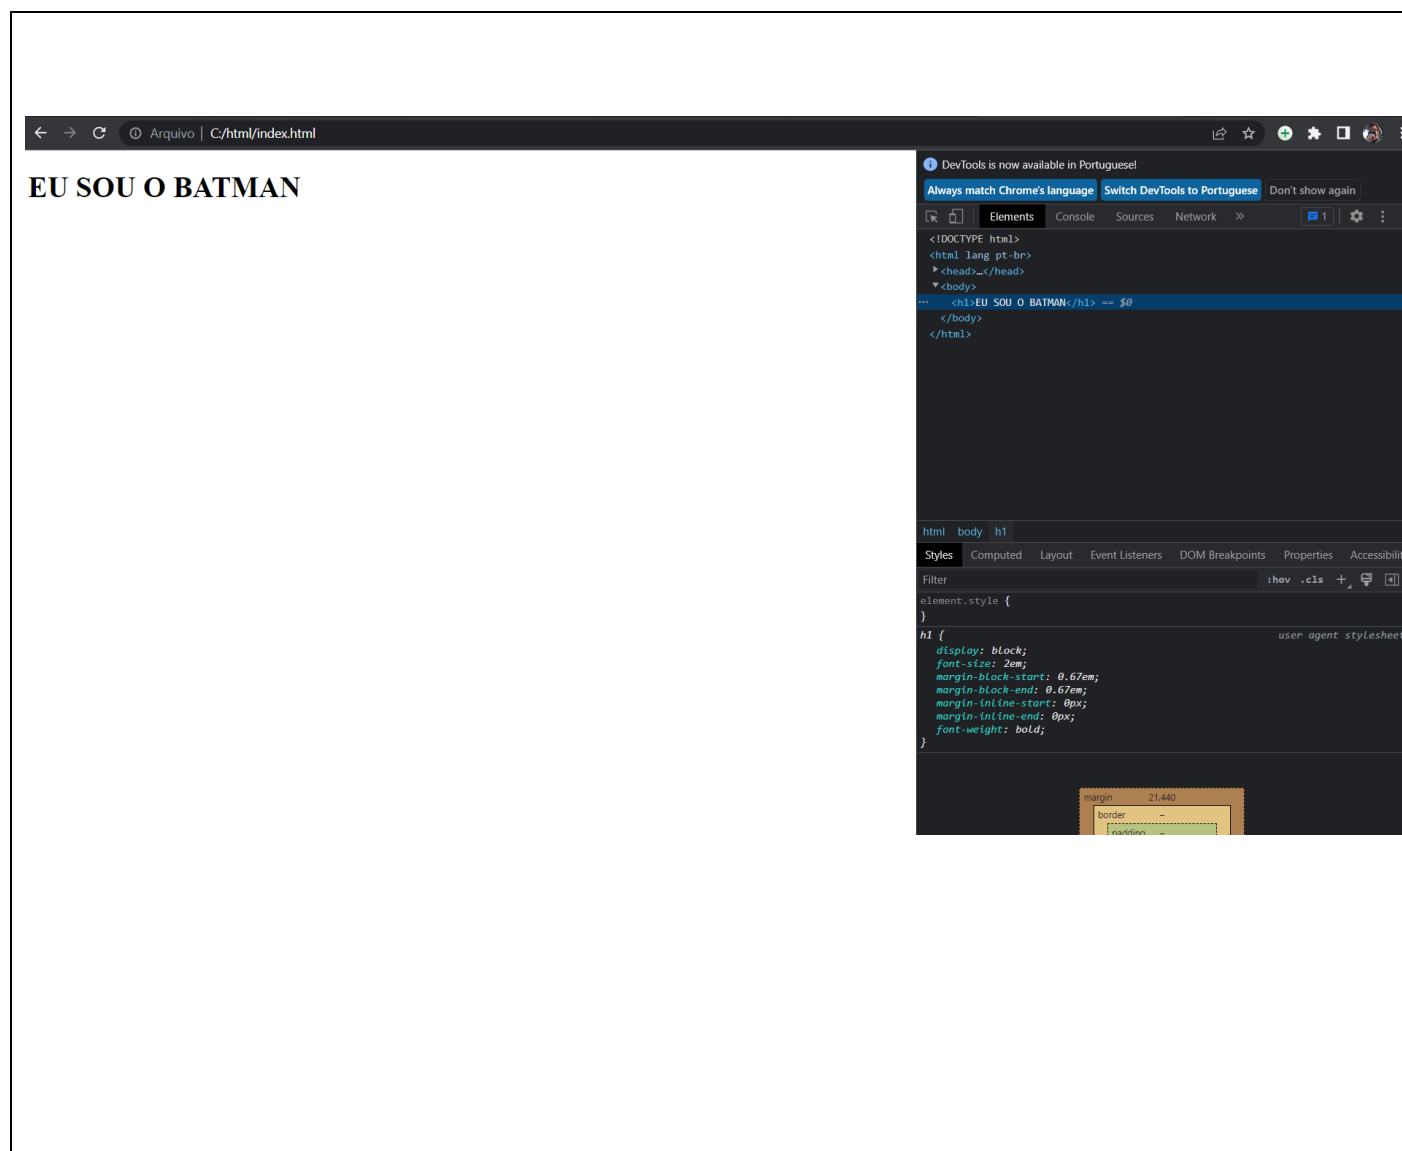 Arquivo | C:/html/index.html
EU SOU O BATMAN
DevTools is now available in Portuguese!
Always match Chrome's language Switch DevTools to Portuguese Don't show again
Elements Console Sources Network » 1
<!DOCTYPE html>
<html lang pt-br>
<head>…</head>
<body>
… <h1>EU SOU O BATMAN</h1> == $0
</body>
</html>
html body h1
Styles Computed Layout Event Listeners DOM Breakpoints Properties Accessibilit
Filter :hov .cls +
element.style {
}
h1 { user agent stylesheet
display: block;
font-size: 2em;
margin-block-start: 0.67em;
margin-block-end: 0.67em;
margin-inline-start: 0px;
margin-inline-end: 0px;
font-weight: bold;
}
margin 21.440
border –
padding –